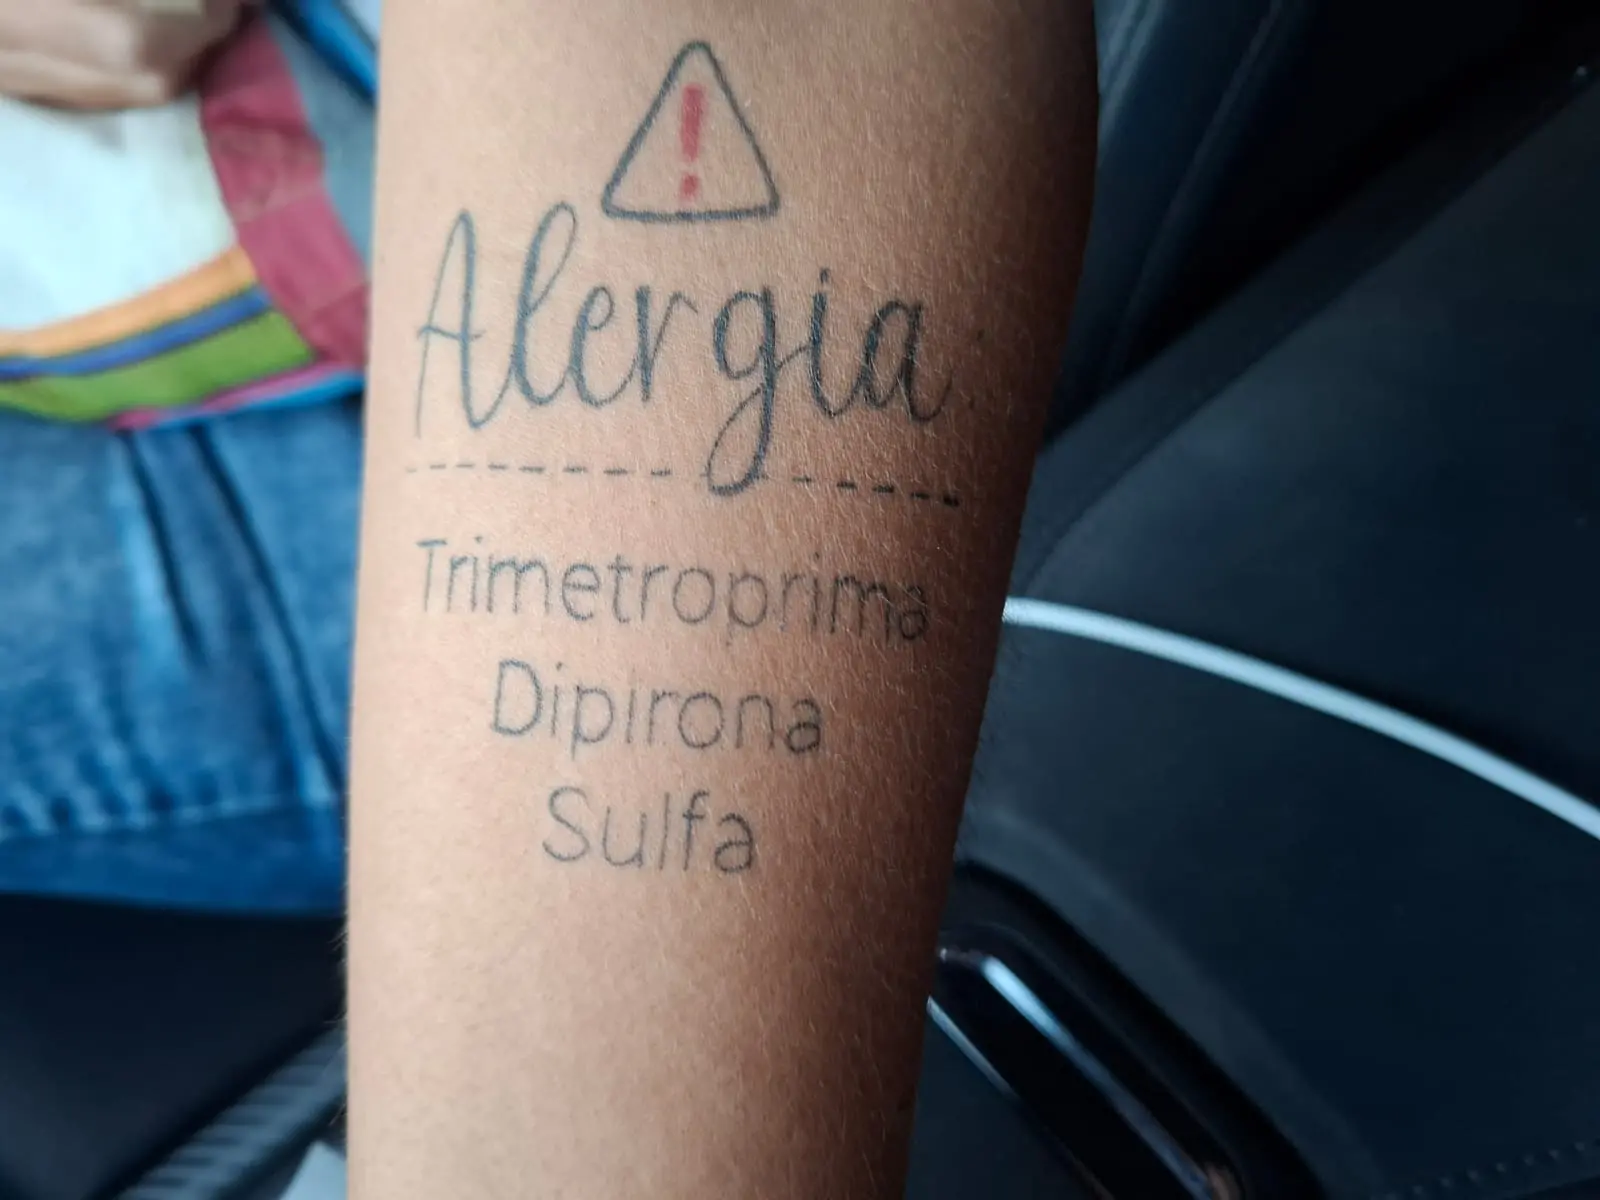 !
Alergia:
Trimetroprima
Dipirona
Sulfa